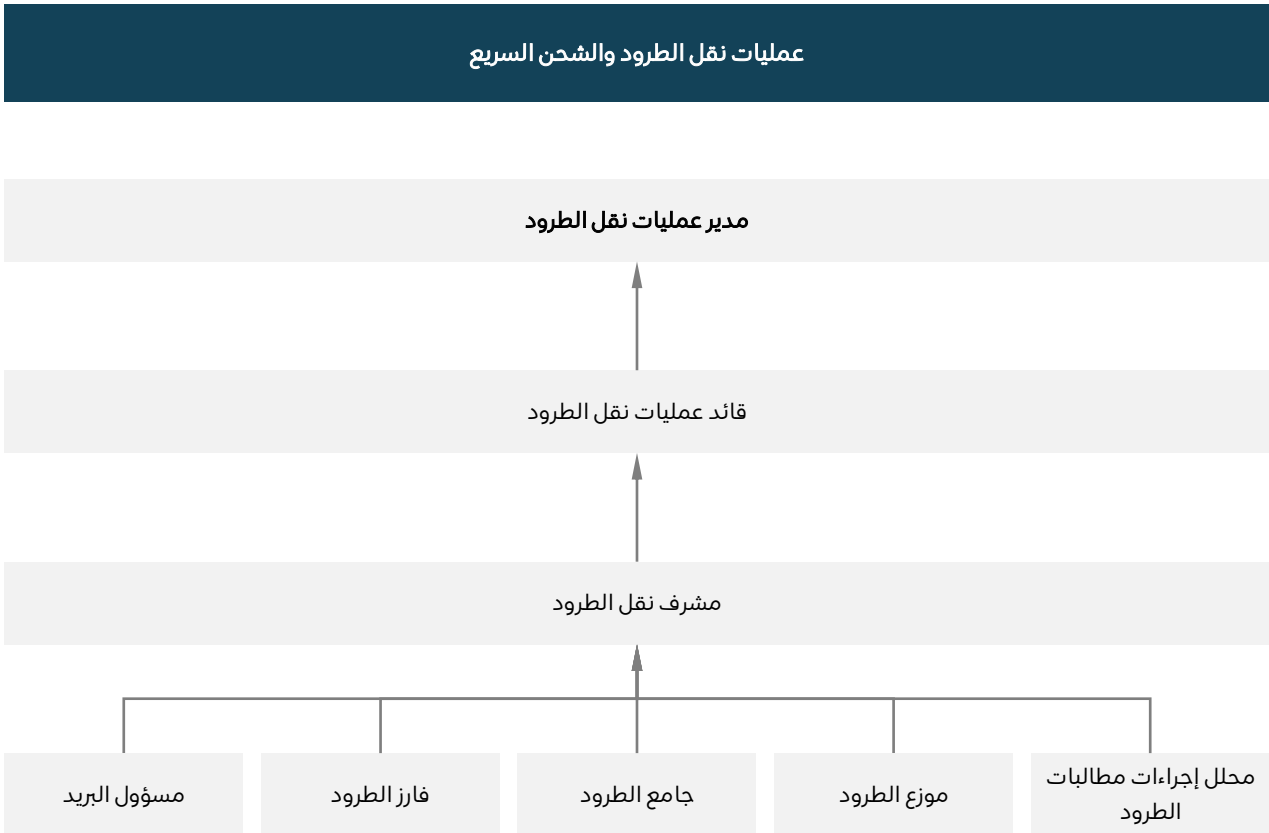 عمليات نقل الطرود والشحن السريع
مدير عمليات نقل الطرود
قائد عمليات نقل الطرود
مشرف نقل الطرود
محلل إجراءات مطالبات
الطرود
موزع الطرود
جامع الطرود
فارز الطرود
مسؤول البريد